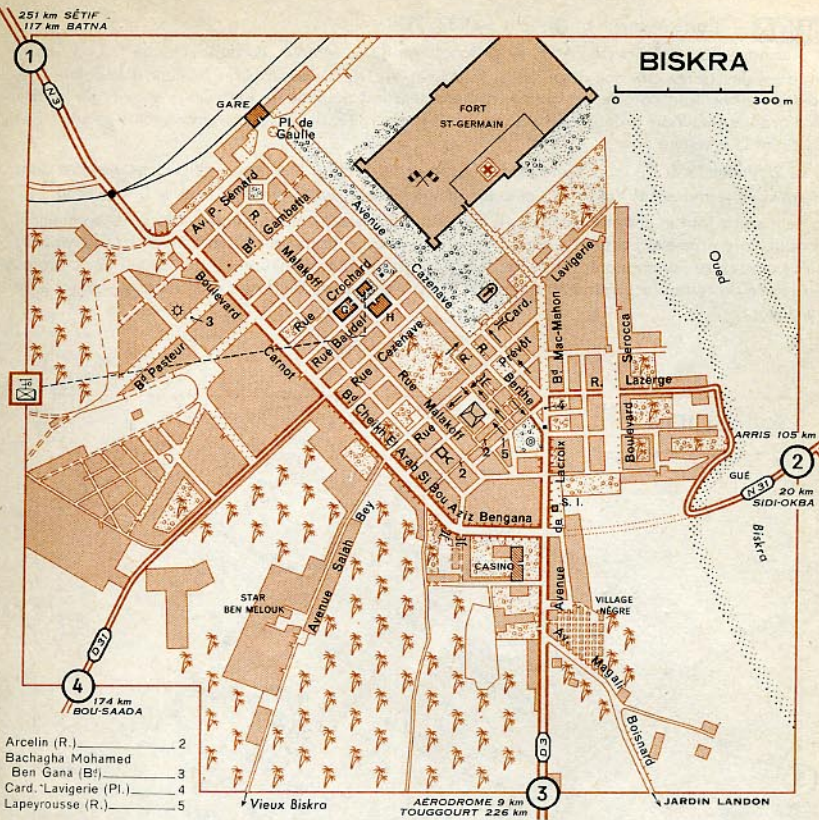 251 km SÉTIF
117 km BATNA
1
N 3
BISKRA
0 300 m
GARE
Pl. de
Gaulle
FORT
ST-GERMAIN
Av. P. Sémard
R.
Bd Gambetta
Avenue
Cazenave
Malakoff
Crochard
Rue
Rue Baudet
C
H
Rue Cazenave
Rue Malakoff
Rue
Boulevard
Carnot
3
Bd Pasteur
Bd Cheikh El Arab Si Bou Aziz Bengana
Card.
Lavigerie
R.
Prévôt
Berthe
Bd Mac-Mahon
Serocca
Boulevard
R. Lazerge
Oued
Biskra
4
2
5
2
ARRIS 105 km
2
GUÉ
N 31
20 km
SIDI-OKBA
Avenue de Lacroix
S. I.
CASINO
VILLAGE
NÈGRE
Av. Magali
Boisnard
STAR
BEN MELOUK
Avenue Salah Bey
D 31
4
174 km
BOU-SAADA
Arcelin (R.) 2
Bachagha Mohamed
Ben Gana (Bd) 3
Card. Lavigerie (Pl.) 4
Lapeyrousse (R.) 5
Vieux Biskra
D 3
3
AÉRODROME 9 km
TOUGGOURT 226 km
JARDIN LANDON